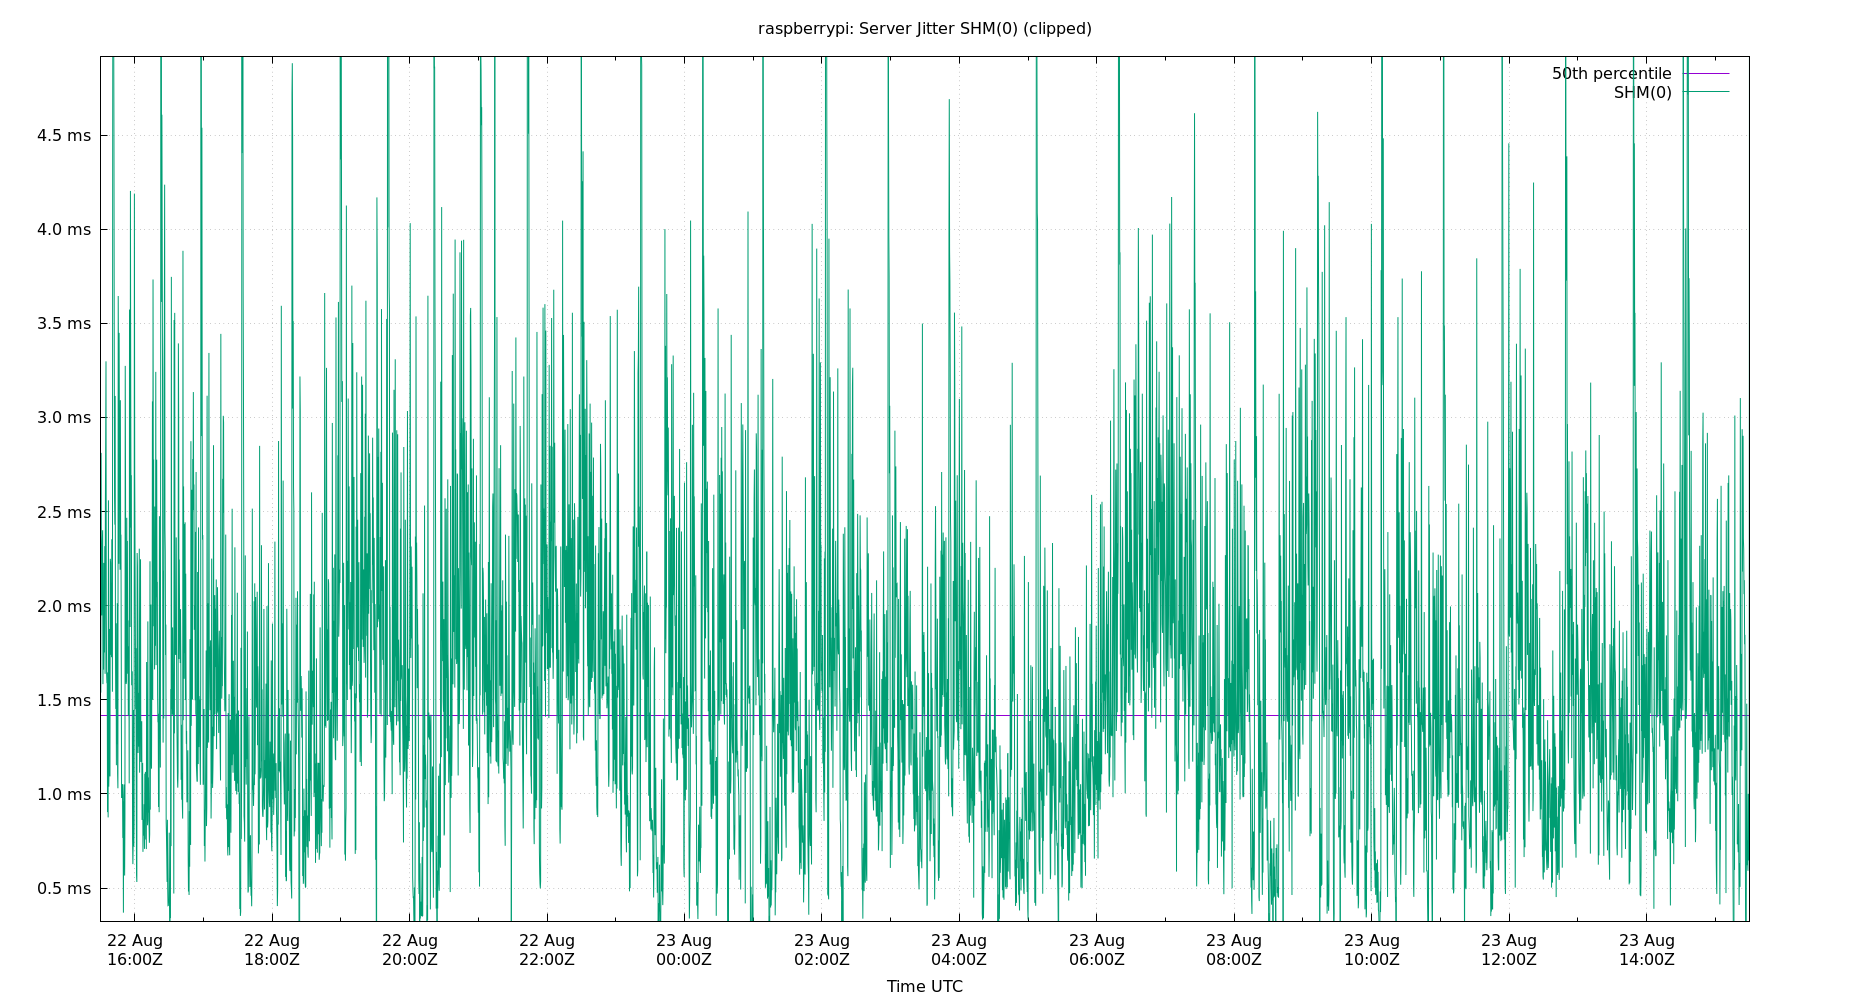 raspberrypi: Server Jitter SHM(0) (clipped)
50th percentile
SHM(0)
4.5 ms
4.0 ms
3.5 ms
3.0 ms
2.5 ms
2.0 ms
1.5 ms
1.0 ms
0.5 ms
22 Aug 22 Aug 22 Aug 22 Aug 23 Aug 23 Aug 23 Aug 23 Aug 23 Aug 23 Aug 23 Aug 23 Aug
16:00Z 18:00Z 20:00Z 22:00Z 00:00Z 02:00Z 04:00Z 06:00Z 08:00Z 10:00Z 12:00Z 14:00Z
Time UTC